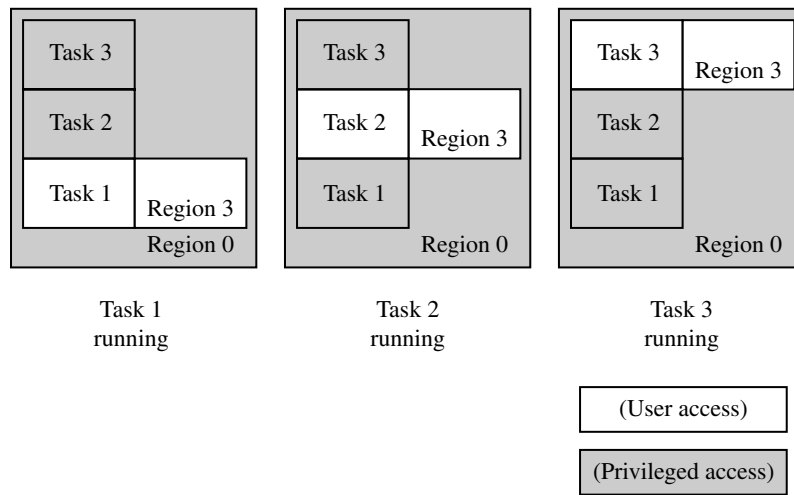 Task 3
Task 2
Task 1
Region 3
Region 0
Task 1
running
Task 3
Task 2
Region 3
Task 1
Region 0
Task 2
running
Task 3
Region 3
Task 2
Task 1
Region 0
Task 3
running
(User access)
(Privileged access)